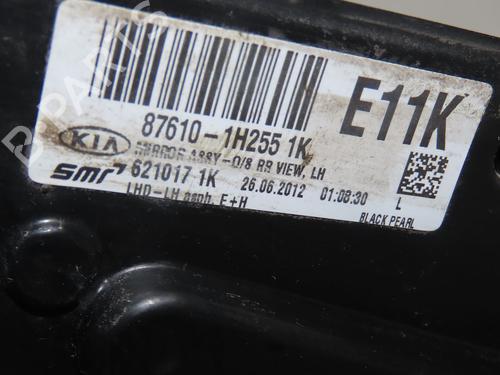 E11K
87610-1H255 1K
KIA
MIRROR ASSY-O/S RR VIEW, LH
smr 621017 1K 26.06.2012 01:08:30 L
LHD-LH asph. E+H
BLACK PEARL
B PARTS